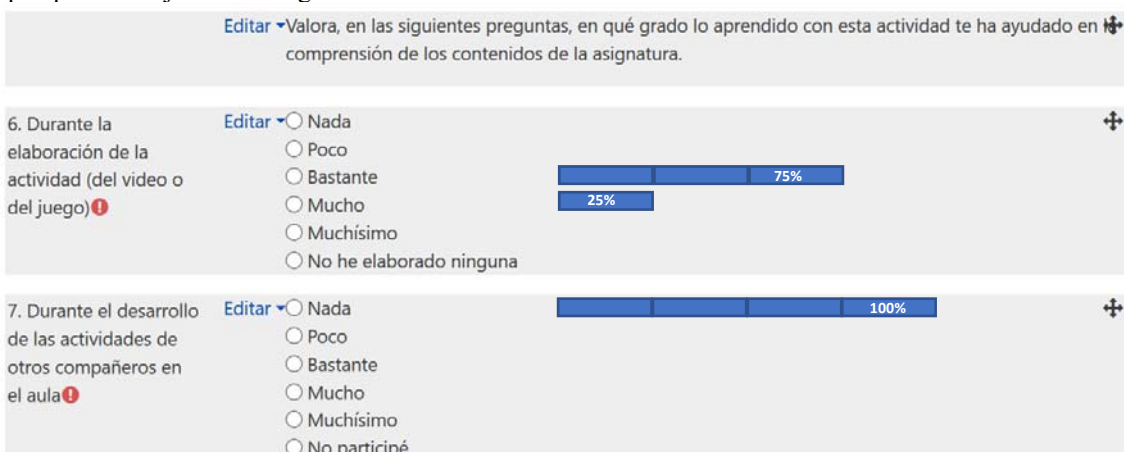 Editar Valora, en las siguientes preguntas, en qué grado lo aprendido con esta actividad te ha ayudado en
comprensión de los contenidos de la asignatura.
6. Durante la
elaboración de la
actividad (del video o
del juego)
Editar Nada
Poco
Bastante 75%
Mucho 25%
Muchísimo
No he elaborado ninguna
7. Durante el desarrollo
de las actividades de
otros compañeros en
el aula
Editar Nada 100%
Poco
Bastante
Mucho
Muchísimo
No participé